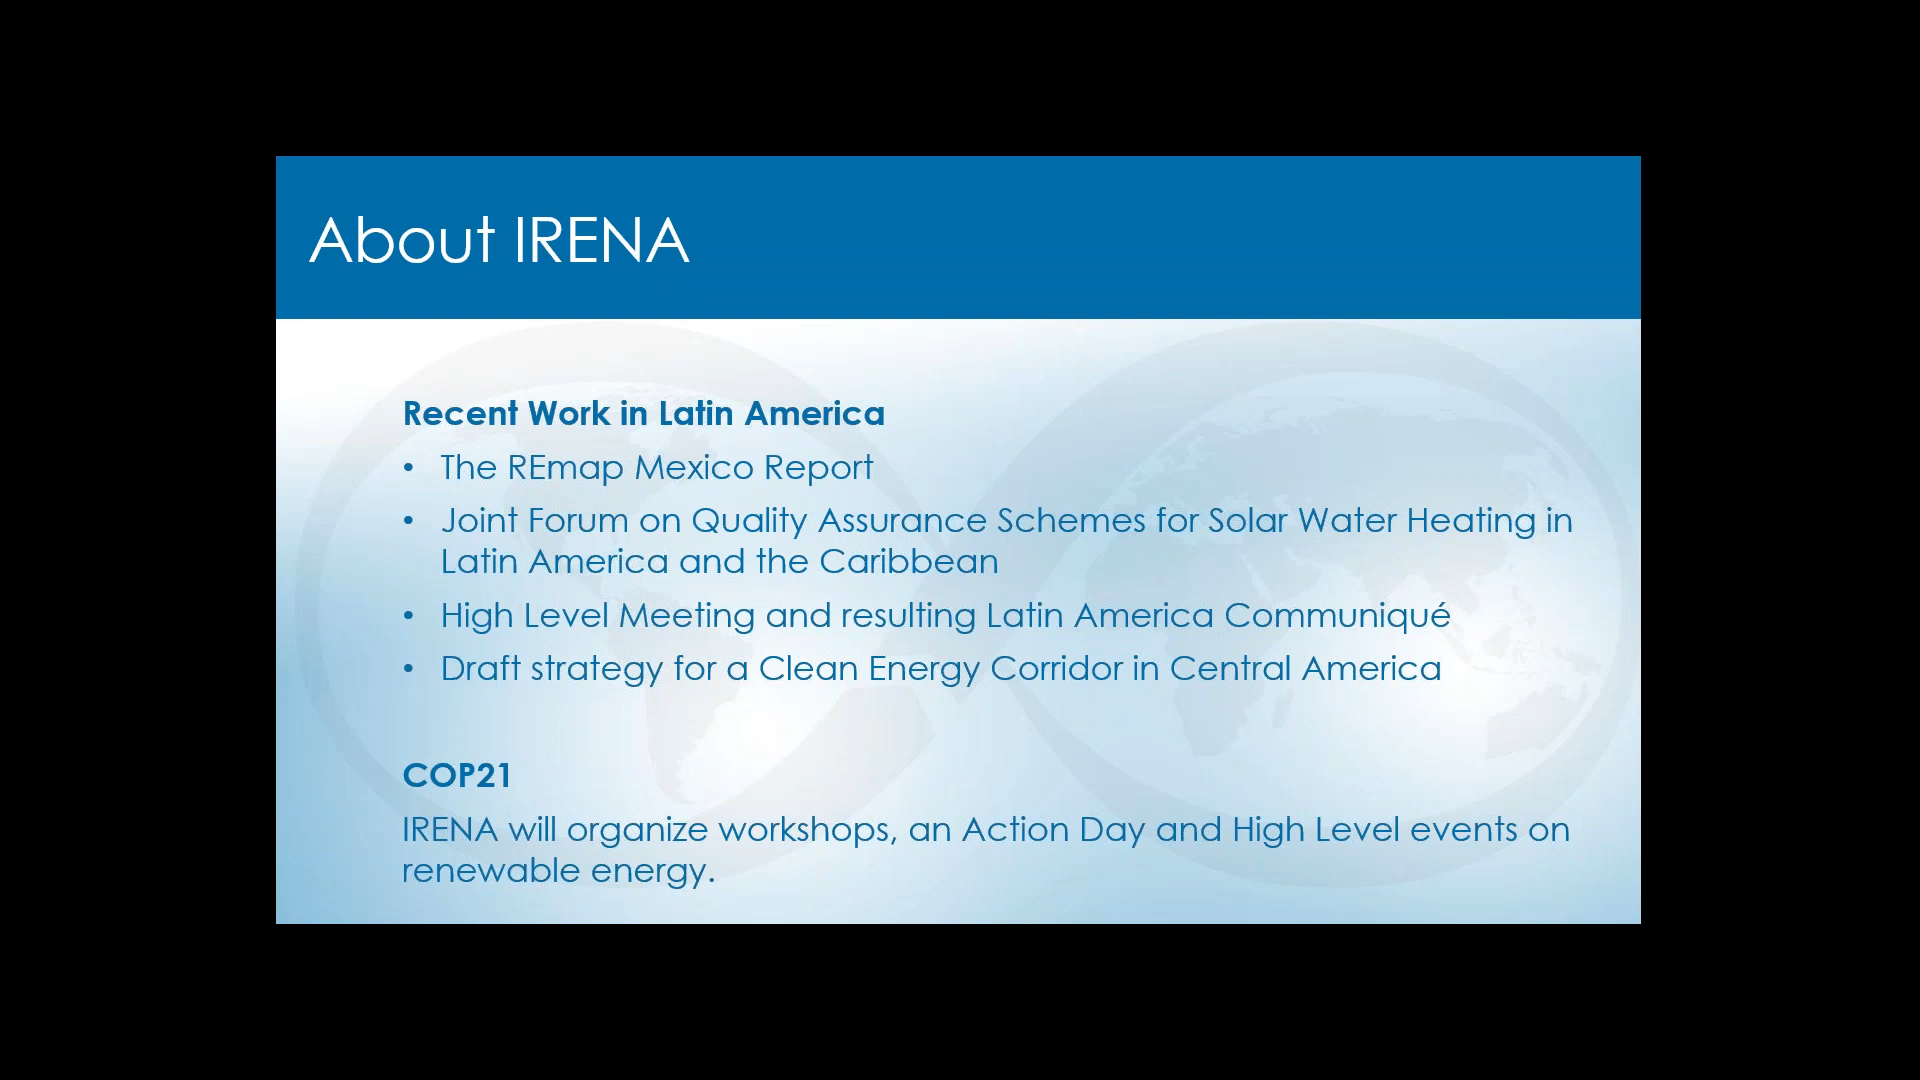 About IRENA
Recent Work in Latin America
• The REmap Mexico Report
• Joint Forum on Quality Assurance Schemes for Solar Water Heating in
Latin America and the Caribbean
• High Level Meeting and resulting Latin America Communiqué
• Draft strategy for a Clean Energy Corridor in Central America
COP21
IRENA will organize workshops, an Action Day and High Level events on
renewable energy.